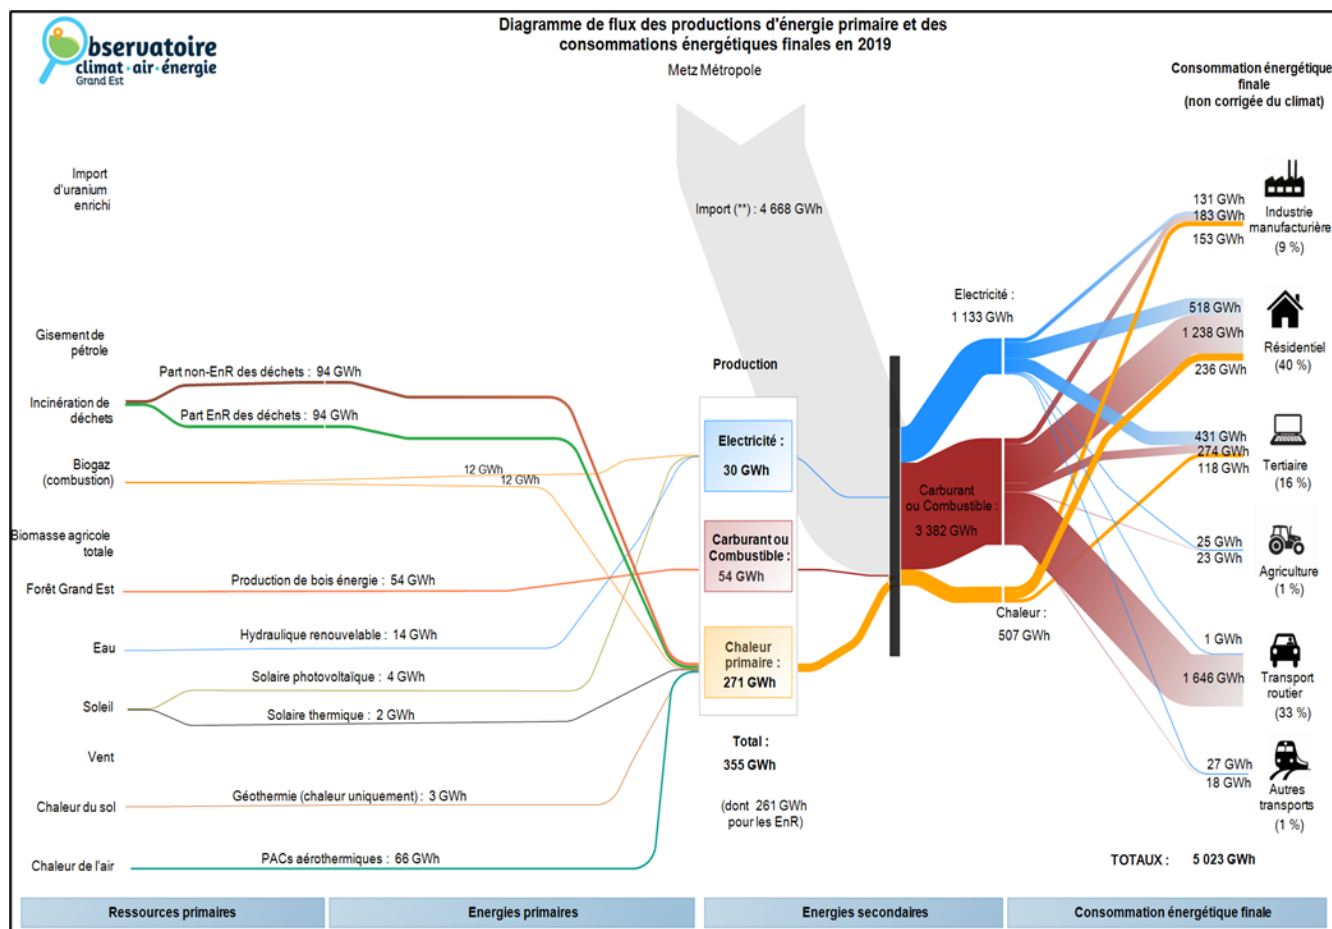 Observatoire
climat · air · énergie
Grand Est
Diagramme de flux des productions d'énergie primaire et des
consommations énergétiques finales en 2019
Metz Métropole
Consommation énergétique
finale
(non corrigée du climat)
Import
d'uranium
enrichi
Gisement de
pétrole
Incinération de
déchets
Biogaz
(combustion)
Biomasse agricole
totale
Forêt Grand Est
Eau
Soleil
Vent
Chaleur du sol
Chaleur de l'air
Part non-EnR des déchets : 94 GWh
Part EnR des déchets : 94 GWh
12 GWh
12 GWh
Production de bois énergie : 54 GWh
Hydraulique renouvelable : 14 GWh
Solaire photovoltaïque : 4 GWh
Solaire thermique : 2 GWh
Géothermie (chaleur uniquement) : 3 GWh
PACs aérothermiques : 66 GWh
Import (**) : 4 668 GWh
Production
Electricité :
30 GWh
Carburant ou
Combustible :
54 GWh
Chaleur
primaire :
271 GWh
Total :
355 GWh
(dont 261 GWh
pour les EnR)
Electricité :
1 133 GWh
Carburant
ou Combustible :
3 382 GWh
Chaleur :
507 GWh
131 GWh
183 GWh
153 GWh
Industrie
manufacturière
(9 %)
518 GWh
1 238 GWh
236 GWh
Résidentiel
(40 %)
431 GWh
274 GWh
118 GWh
Tertiaire
(16 %)
25 GWh
23 GWh
Agriculture
(1 %)
1 GWh
1 646 GWh
Transport
routier
(33 %)
27 GWh
18 GWh
Autres
transports
(1 %)
TOTAUX : 5 023 GWh
Ressources primaires
Energies primaires
Energies secondaires
Consommation énergétique finale